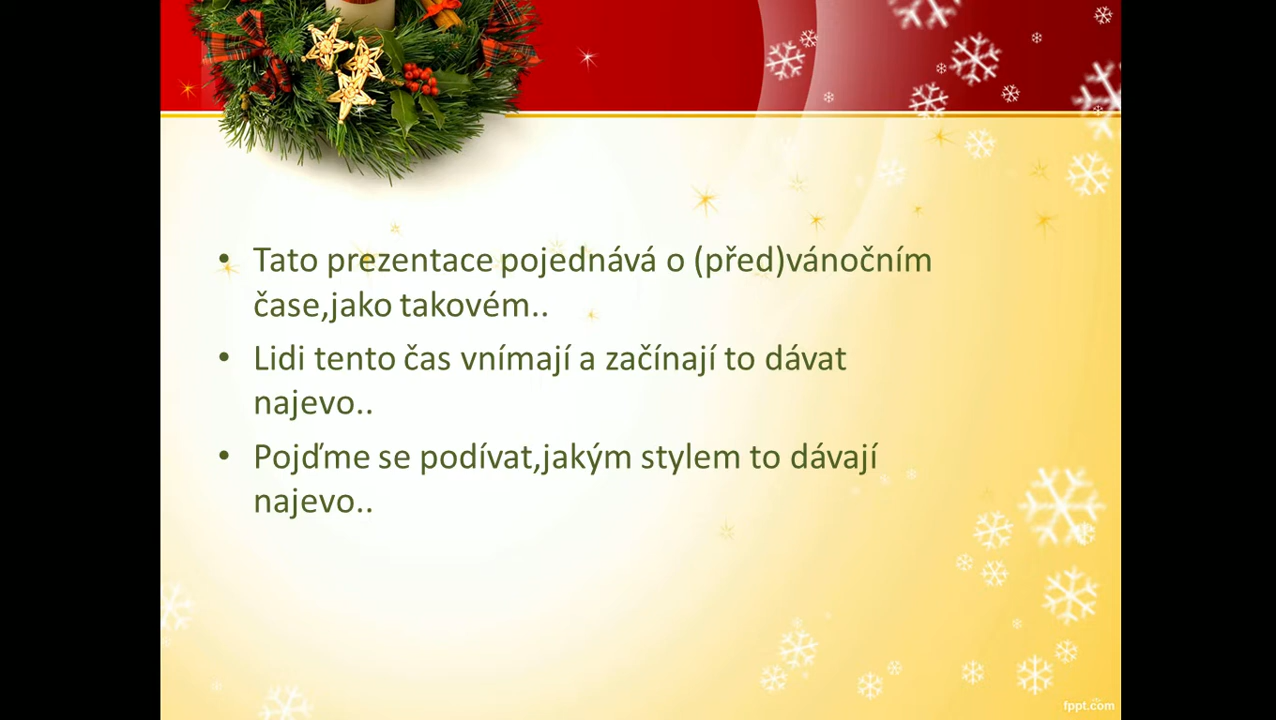 • Tato prezentace pojednává o (před)vánočním
čase,jako takovém..
• Lidi tento čas vnímají a začínají to dávat
najevo..
• Pojďme se podívat,jakým stylem to dávají
najevo..
fppt.com